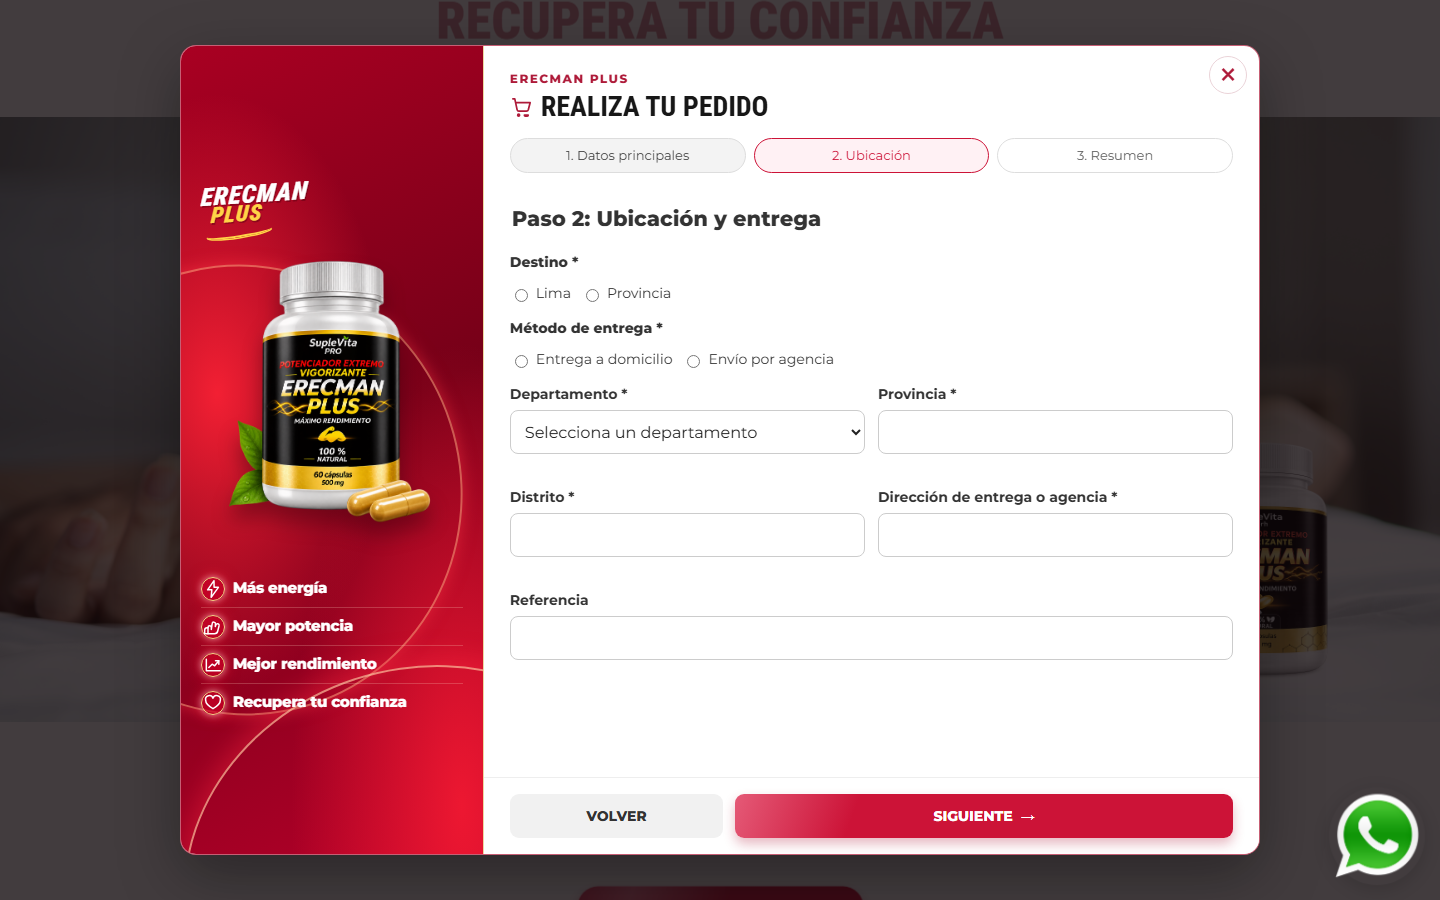 RECUPERA TU CONFIANZA
ERECMAN PLUS
REALIZA TU PEDIDO
1. Datos principales
2. Ubicación
3. Resumen
ERECMAN
PLUS
SupleVita
PRO
POTENCIADOR EXTREMO
VIGORIZANTE
ERECMAN
PLUS
MÁXIMO RENDIMIENTO
100 %
NATURAL
60 cápsulas
500 mg
Más energía
Mayor potencia
Mejor rendimiento
Recupera tu confianza
Paso 2: Ubicación y entrega
Destino *
Lima
Provincia
Método de entrega *
Entrega a domicilio
Envío por agencia
Departamento *
Provincia *
Selecciona un departamento
Distrito *
Dirección de entrega o agencia *
Referencia
VOLVER
SIGUIENTE →